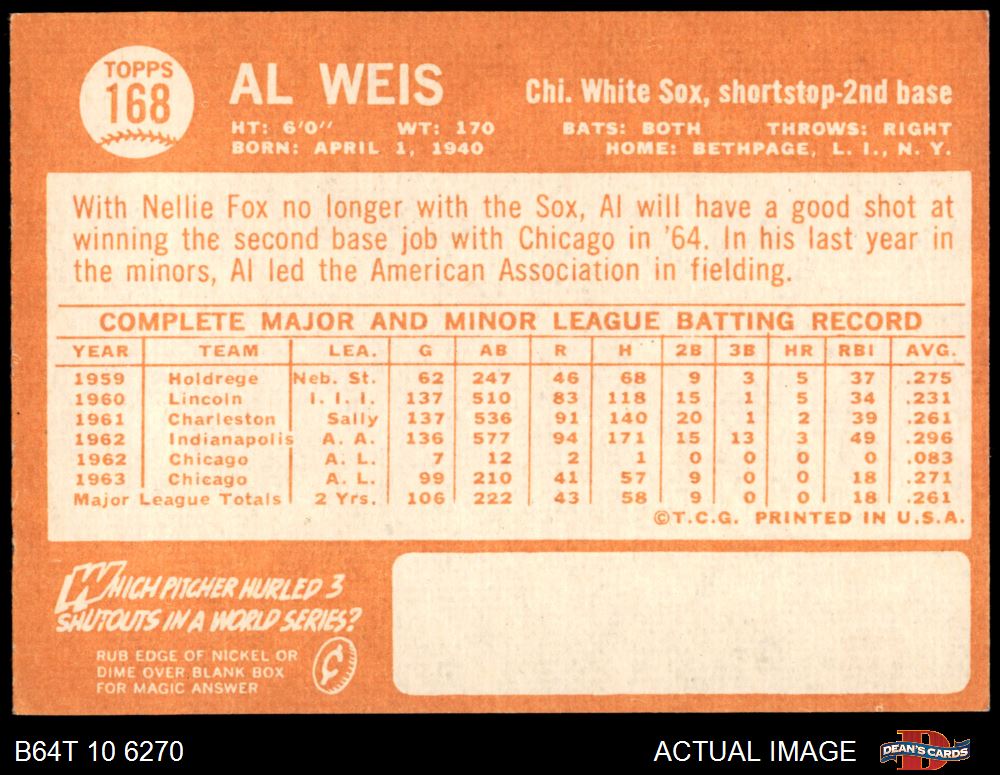 TOPPS
168
AL WEIS
Chi. White Sox, shortstop-2nd base
HT: 6'0" WT: 170 BATS: BOTH THROWS: RIGHT
BORN: APRIL 1, 1940 HOME: BETHPAGE, L. I., N. Y.
With Nellie Fox no longer with the Sox, Al will have a good shot at
winning the second base job with Chicago in '64. In his last year in
the minors, Al led the American Association in fielding.
COMPLETE MAJOR AND MINOR LEAGUE BATTING RECORD
YEAR TEAM LEA. G AB R H 2B 3B HR RBI AVG.
1959 Holdrege Neb. St. 62 247 46 68 9 3 5 37 .275
1960 Lincoln I. I. I. 137 510 83 118 15 1 5 34 .231
1961 Charleston Sally 137 536 91 140 20 1 2 39 .261
1962 Indianapolis A. A. 136 577 94 171 15 13 3 49 .296
1962 Chicago A. L. 7 12 2 1 0 0 0 0 .083
1963 Chicago A. L. 99 210 41 57 9 0 0 18 .271
Major League Totals 2 Yrs. 106 222 43 58 9 0 0 18 .261
©T.C.G. PRINTED IN U.S.A.
WHICH PITCHER HURLED 3
SHUTOUTS IN A WORLD SERIES?
RUB EDGE OF NICKEL OR
DIME OVER BLANK BOX
FOR MAGIC ANSWER
¢
B64T 10 6270
ACTUAL IMAGE
D
DEAN'S CARDS